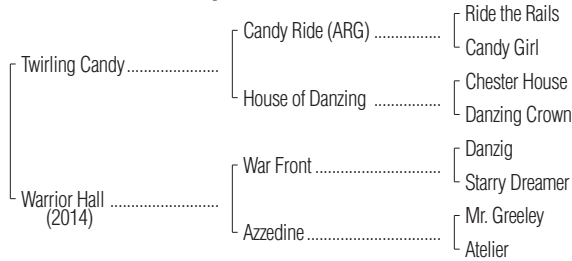 Ride the Rails
Candy Ride (ARG) ................
Candy Girl
Twirling Candy ......................
Chester House
House of Danzing ................
Danzing Crown
Danzig
War Front ..............................
Starry Dreamer
Warrior Hall ..........................
(2014)
Mr. Greeley
Azzedine ................................
Atelier